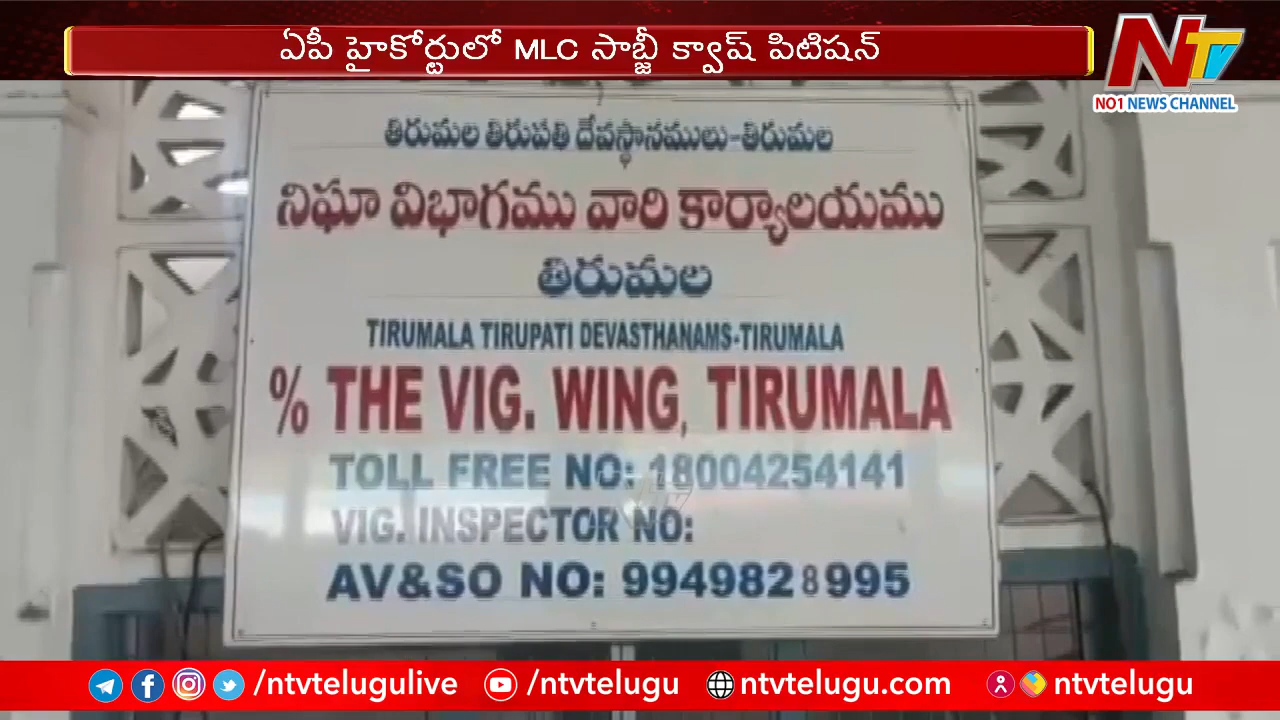 ఏపీ హైకోర్టులో MLC సాబ్జీ క్వాష్ పిటిషన్
NTV
NO1 NEWS CHANNEL
తిరుమల తిరుపతి దేవస్థానములు-తిరుమల
నిఘా విభాగము వారి కార్యాలయము
తిరుమల
TIRUMALA TIRUPATI DEVASTHANAMS-TIRUMALA
% THE VIG. WING, TIRUMALA
TOLL FREE NO: 18004254141
VIG. INSPECTOR NO:
AV&SO NO: 9949828995
/ntvtelugulive /ntvtelugu ntvtelugu.com ntvtelugu